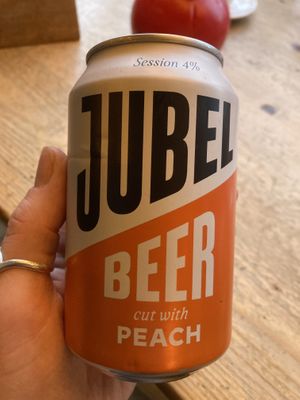 Session 4%
JUBEL
BEER
cut with
PEACH